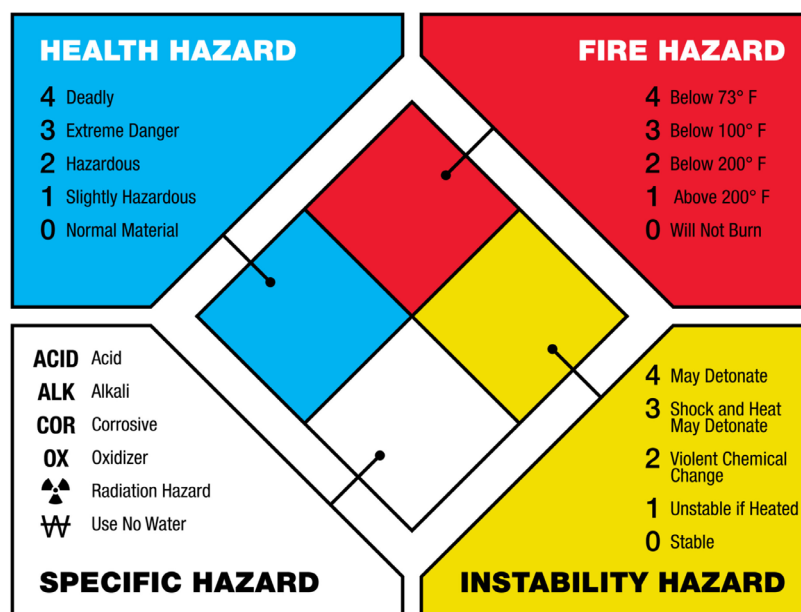 HEALTH HAZARD
4 Deadly
3 Extreme Danger
2 Hazardous
1 Slightly Hazardous
0 Normal Material
FIRE HAZARD
4 Below 73° F
3 Below 100° F
2 Below 200° F
1 Above 200° F
0 Will Not Burn
ACID Acid
ALK Alkali
COR Corrosive
OX Oxidizer
Radiation Hazard
W Use No Water
SPECIFIC HAZARD
4 May Detonate
3 Shock and Heat
May Detonate
2 Violent Chemical
Change
1 Unstable if Heated
0 Stable
INSTABILITY HAZARD